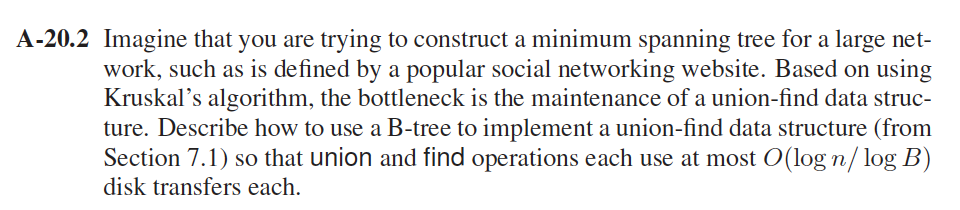 A-20.2 Imagine that you are trying to construct a minimum spanning tree for a large net-
work, such as is defined by a popular social networking website. Based on using
Kruskal's algorithm, the bottleneck is the maintenance of a union-find data struc-
ture. Describe how to use a B-tree to implement a union-find data structure (from
Section 7.1) so that union and find operations each use at most O(log n/ log B)
disk transfers each.